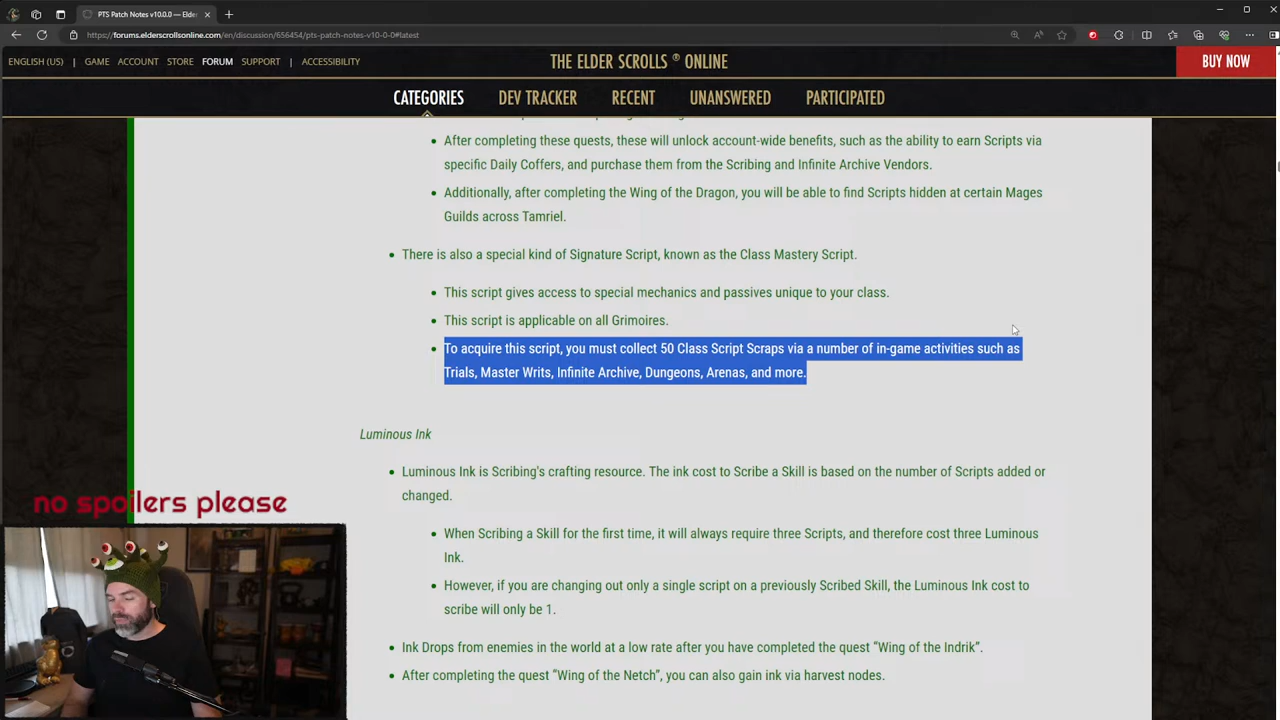 PTS Patch Notes v10.0.0 — Elder
https://forums.elderscrollsonline.com/en/discussion/656454/pts-patch-notes-v10-0-0#latest
ENGLISH (US) | GAME ACCOUNT STORE FORUM SUPPORT | ACCESSIBILITY
THE ELDER SCROLLS ® ONLINE
BUY NOW
CATEGORIES DEV TRACKER RECENT UNANSWERED PARTICIPATED
After completing these quests, these will unlock account-wide benefits, such as the ability to earn Scripts via
specific Daily Coffers, and purchase them from the Scribing and Infinite Archive Vendors.
Additionally, after completing the Wing of the Dragon, you will be able to find Scripts hidden at certain Mages
Guilds across Tamriel.
There is also a special kind of Signature Script, known as the Class Mastery Script.
This script gives access to special mechanics and passives unique to your class.
This script is applicable on all Grimoires.
To acquire this script, you must collect 50 Class Script Scraps via a number of in-game activities such as
Trials, Master Writs, Infinite Archive, Dungeons, Arenas, and more.
Luminous Ink
Luminous Ink is Scribing's crafting resource. The ink cost to Scribe a Skill is based on the number of Scripts added or
changed.
no spoilers please
When Scribing a Skill for the first time, it will always require three Scripts, and therefore cost three Luminous
Ink.
However, if you are changing out only a single script on a previously Scribed Skill, the Luminous Ink cost to
scribe will only be 1.
Ink Drops from enemies in the world at a low rate after you have completed the quest “Wing of the Indrik”.
After completing the quest “Wing of the Netch”, you can also gain ink via harvest nodes.